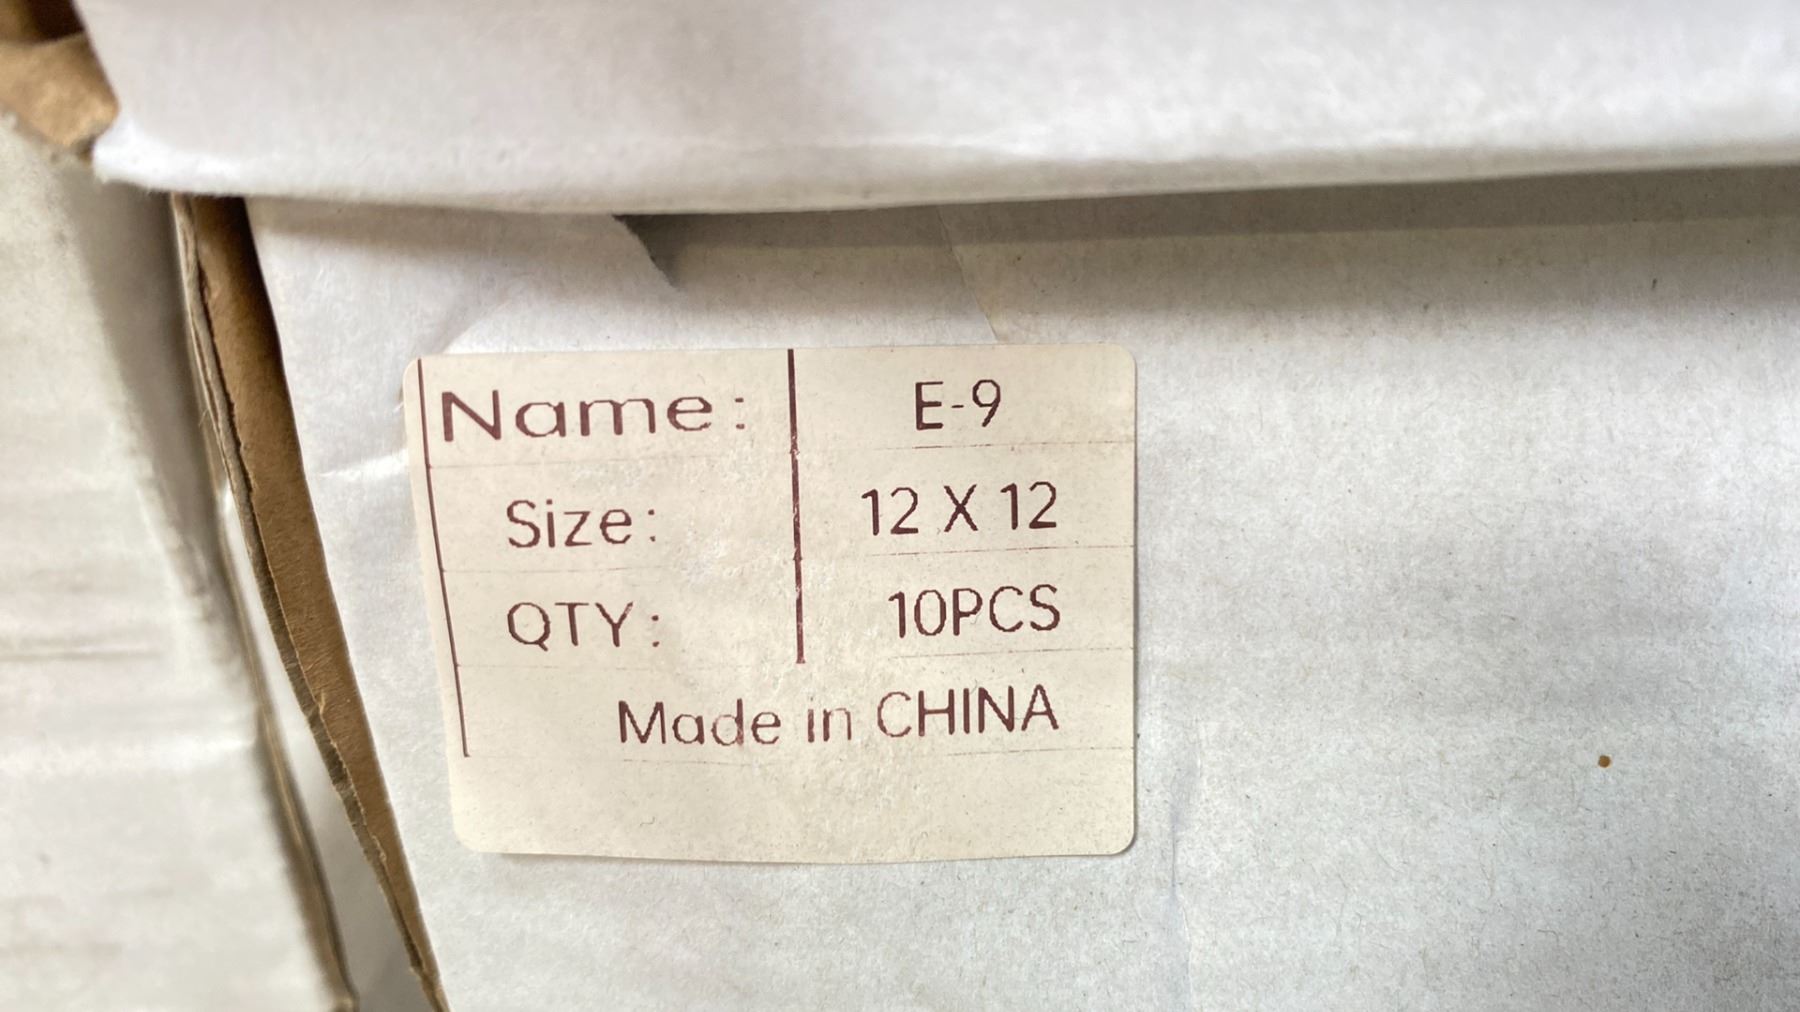 Name: E-9
Size: 12 X 12
QTY: 10PCS
Made in CHINA